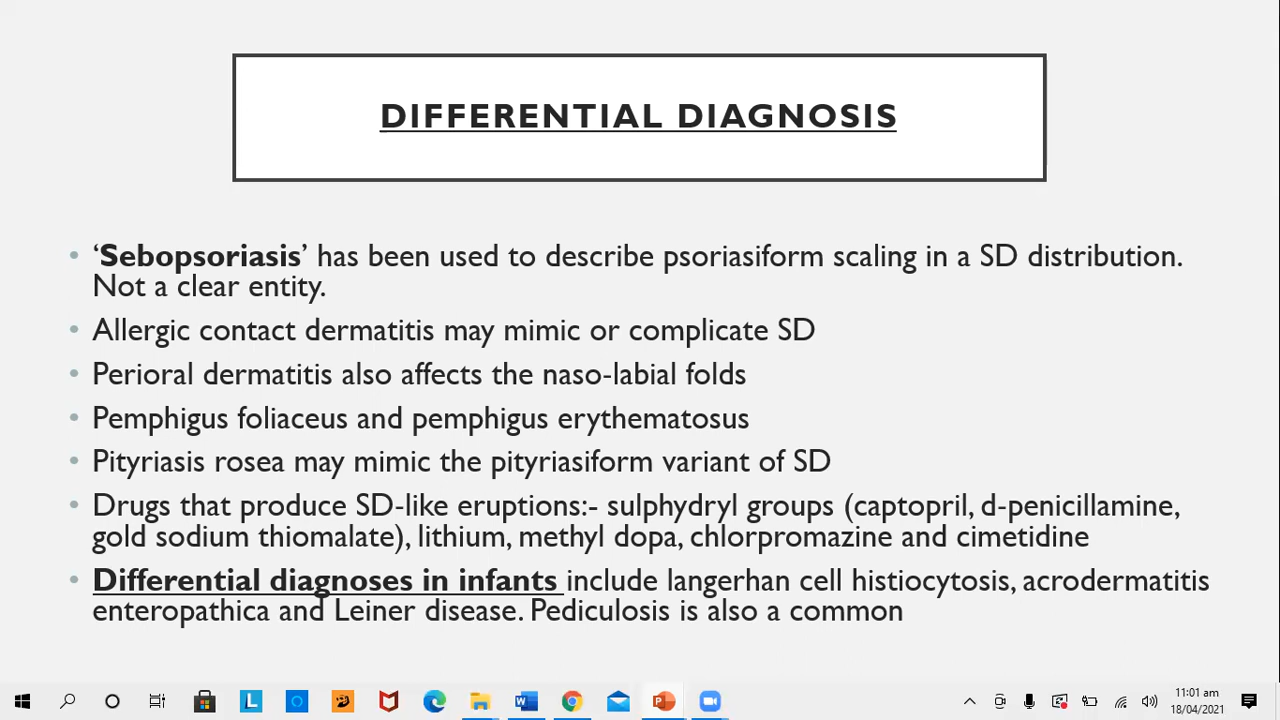 DIFFERENTIAL DIAGNOSIS
• ‘Sebopsoriasis’ has been used to describe psoriasiform scaling in a SD distribution.
Not a clear entity.
• Allergic contact dermatitis may mimic or complicate SD
• Perioral dermatitis also affects the naso-labial folds
• Pemphigus foliaceus and pemphigus erythematosus
• Pityriasis rosea may mimic the pityriasiform variant of SD
• Drugs that produce SD-like eruptions:- sulphydryl groups (captopril, d-penicillamine,
gold sodium thiomalate), lithium, methyl dopa, chlorpromazine and cimetidine
• Differential diagnoses in infants include langerhan cell histiocytosis, acrodermatitis
enteropathica and Leiner disease. Pediculosis is also a common
L
W
P
11:01 am
18/04/2021